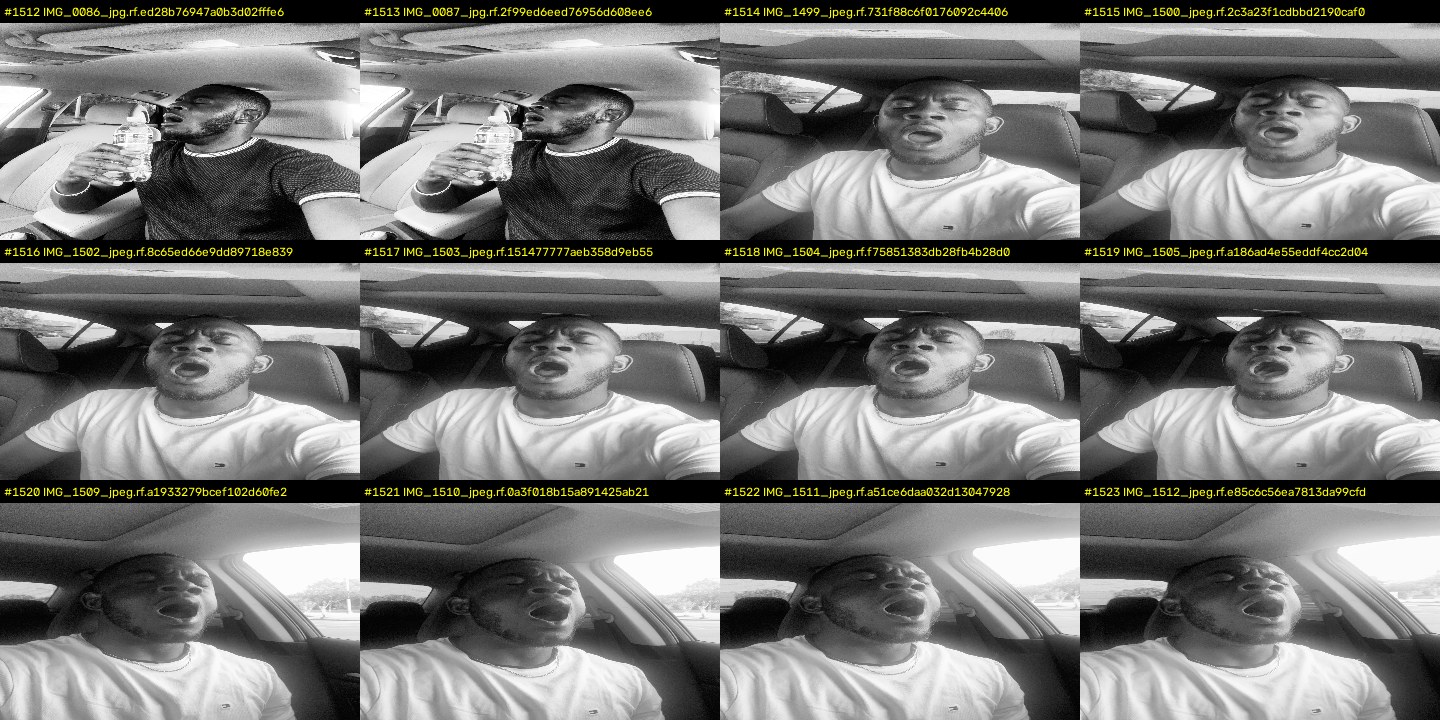 #1512 IMG_0086_jpg.rf.ed28b76947a0b3d02fffe6
#1513 IMG_0087_jpg.rf.2f99ed6eed76956d608ee6
#1514 IMG_1499_jpeg.rf.731f88c6f0176092c4406
#1515 IMG_1500_jpeg.rf.2c3a23f1cdbbd2190caf0
#1516 IMG_1502_jpeg.rf.8c65ed66e9dd89718e839
#1517 IMG_1503_jpeg.rf.151477777aeb358d9eb55
#1518 IMG_1504_jpeg.rf.f75851383db28fb4b28d0
#1519 IMG_1505_jpeg.rf.a186ad4e55eddf4cc2d04
#1520 IMG_1509_jpeg.rf.a1933279bcef102d60fe2
#1521 IMG_1510_jpeg.rf.0a3f018b15a891425ab21
#1522 IMG_1511_jpeg.rf.a51ce6daa032d13047928
#1523 IMG_1512_jpeg.rf.e85c6c56ea7813da99cfd